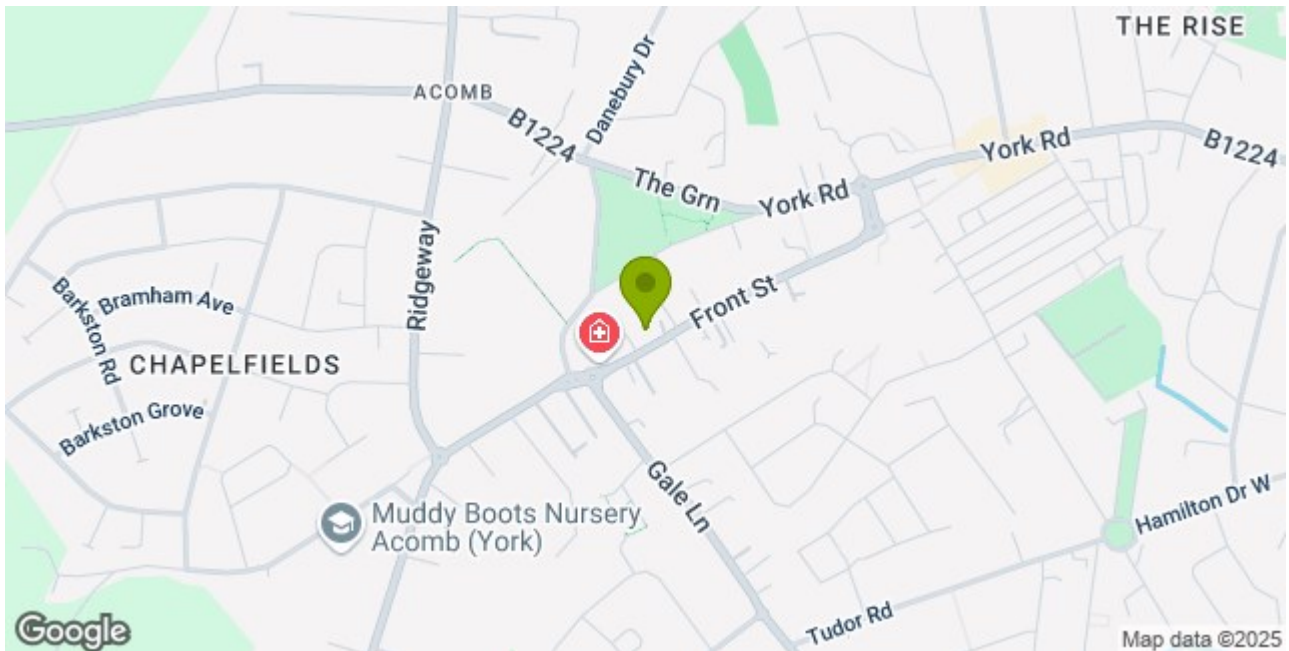 THE RISE
ACOMB
Danebury Dr
B1224
York Rd
B1224
The Grn
York Rd
Ridgeway
Barkston Rd
Bramham Ave
Front St
CHAPELFIELDS
Barkston Grove
Gale Ln
Hamilton Dr W
Muddy Boots Nursery
Acomb (York)
Tudor Rd
Google
Map data ©2025